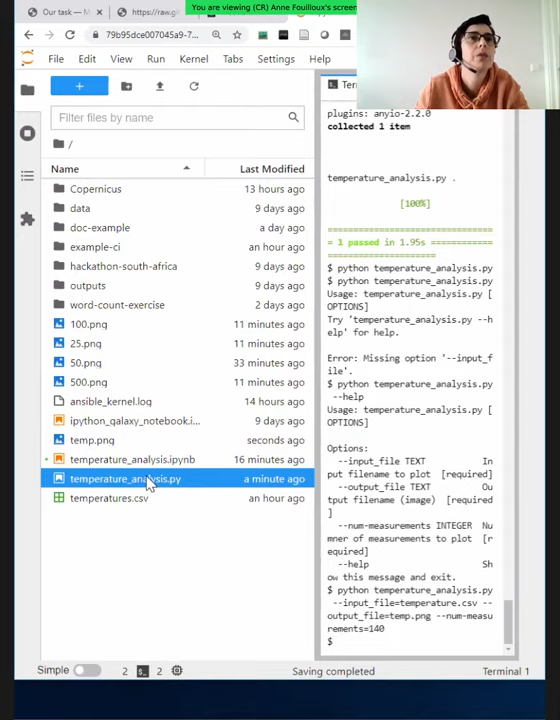 You are viewing (CR) Anne Fouilloux's screen
Our task —
https://raw.gi
79b95dce007045a9-7...
File Edit View Run Kernel Tabs Settings Help
Filter files by name
/
Name Last Modified
Copernicus 13 hours ago
data 9 days ago
doc-example a day ago
example-ci an hour ago
hackathon-south-africa 9 days ago
outputs 9 days ago
word-count-exercise 2 days ago
100.png 11 minutes ago
25.png 11 minutes ago
50.png 33 minutes ago
500.png 11 minutes ago
ansible_kernel.log 14 hours ago
ipython_galaxy_notebook.i... 9 days ago
temp.png seconds ago
temperature_analysis.ipynb 16 minutes ago
temperature_analysis.py a minute ago
temperatures.csv an hour ago
plugins: anyio-2.2.0
collected 1 item
temperature_analysis.py .
[100%]
==============================
= 1 passed in 1.95s ============
====================
$ python temperature_analysis.py
$ python temperature_analysis.py
Usage: temperature_analysis.py [
OPTIONS]
Try 'temperature_analysis.py --h
elp' for help.
Error: Missing option '--input_f
ile'.
$ python temperature_analysis.py
--help
Usage: temperature_analysis.py [
OPTIONS]
Options:
--input_file TEXT In
put filename to plot [required]
--output_file TEXT Ou
tput filename (image) [required
]
--num-measurements INTEGER Nu
mner of measurements to plot [r
equired]
--help Sh
ow this message and exit.
$ python temperature_analysis.py
--input_file=temperature.csv --
output_file=temp.png --num-measu
rements=140
$
Simple 2 $_ 2 Saving completed Terminal 1